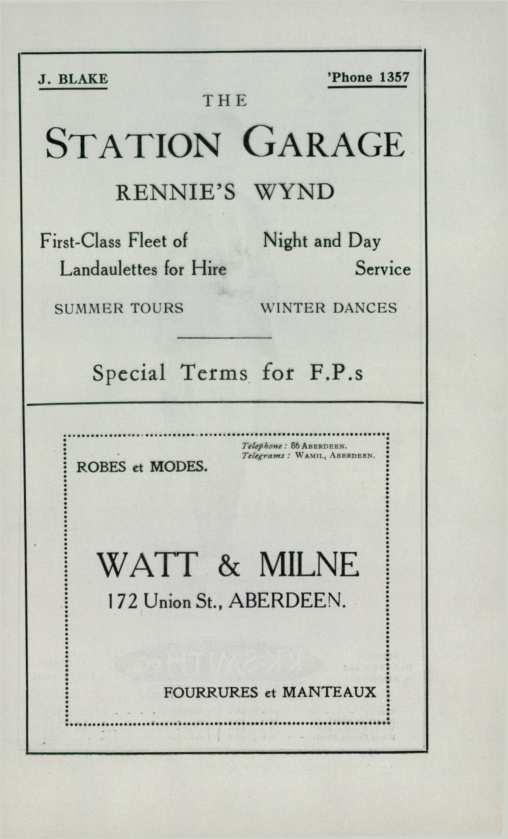 J. BLAKE 'Phone 1357
THE
STATION GARAGE
RENNIE'S WYND
First-Class Fleet of Night and Day
Landaulettes for Hire Service
SUMMER TOURS WINTER DANCES
Special Terms for F.P.s
Telephone : 86 ABERDEEN.
Telegrams : WAMIL, ABERDEEN.
ROBES et MODES.
WATT & MILNE
172 Union St., ABERDEEN.
FOURRURES et MANTEAUX